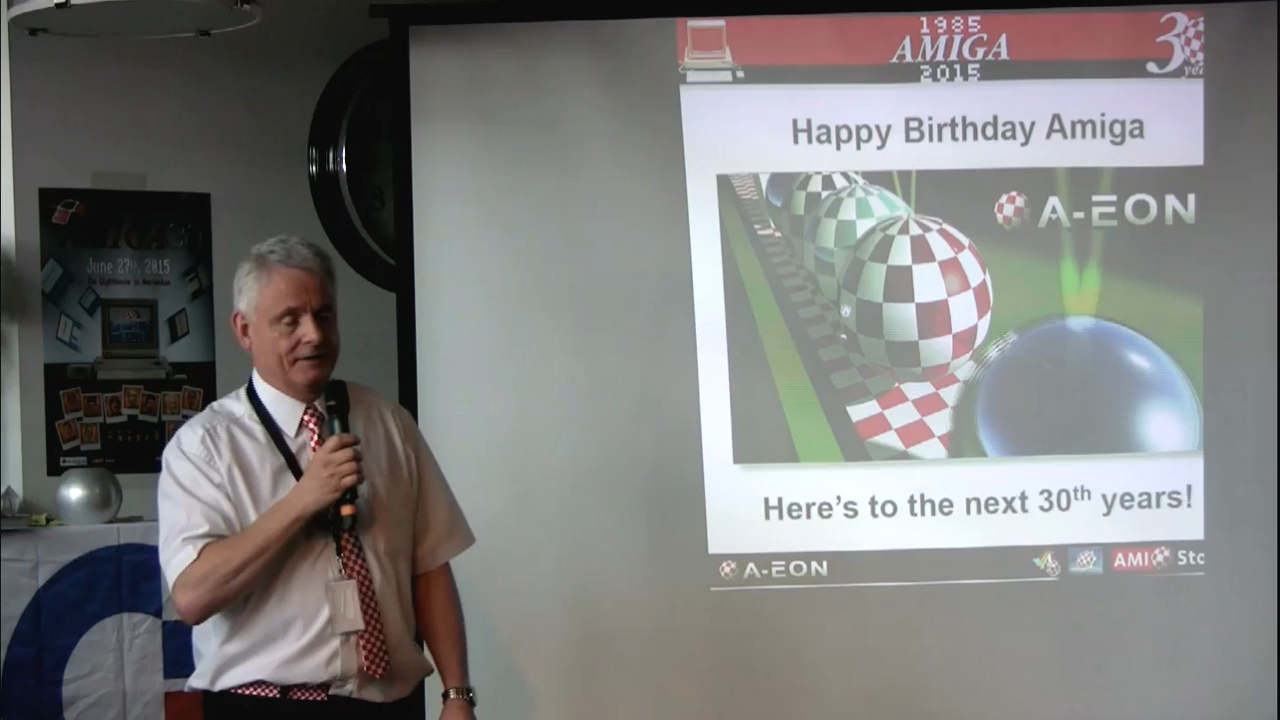 1985
AMIGA
2015
30
Happy Birthday Amiga
A-EON
Here's to the next 30th years!
A-EON
AMI Sto
June 27th, 2015